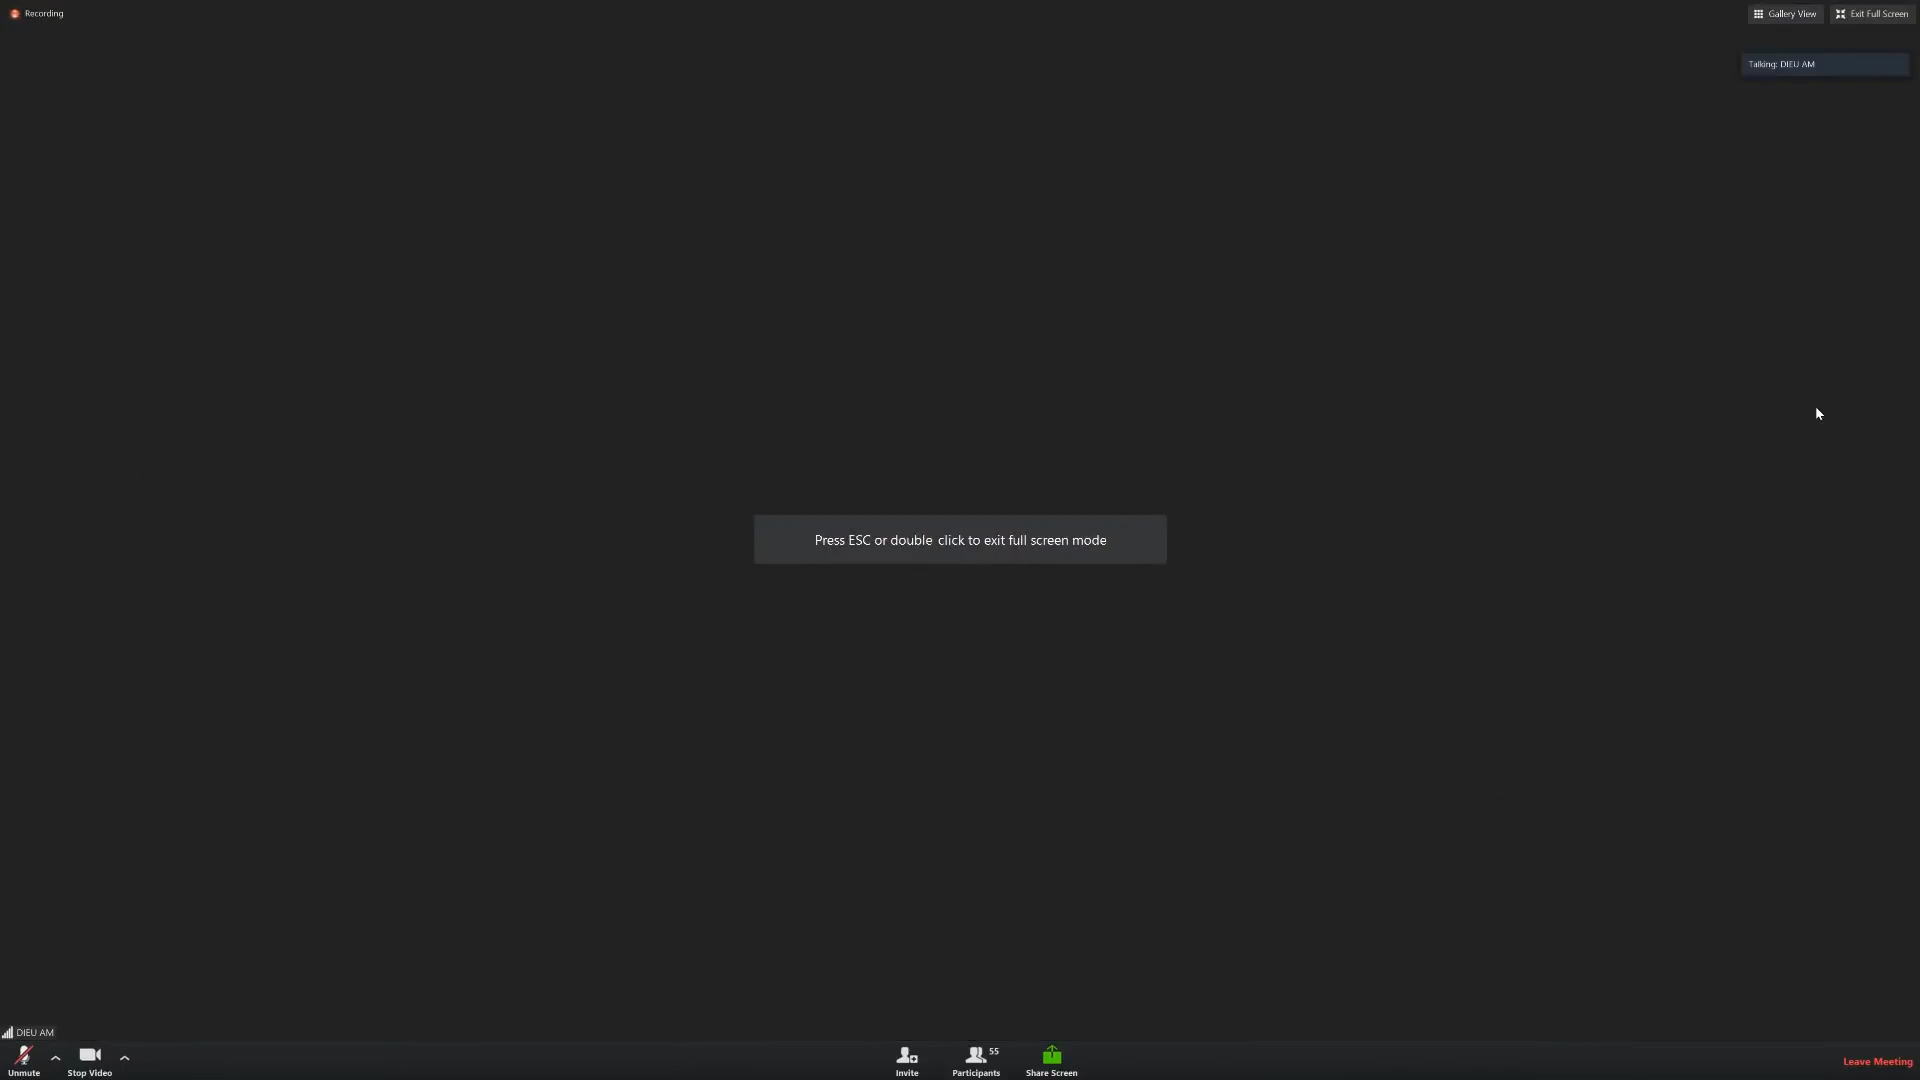 Recording
Gallery View
Exit Full Screen
Talking: DIEU AM
Press ESC or double click to exit full screen mode
DIEU AM
Unmute
Stop Video
Invite
55
Participants
Share Screen
Leave Meeting